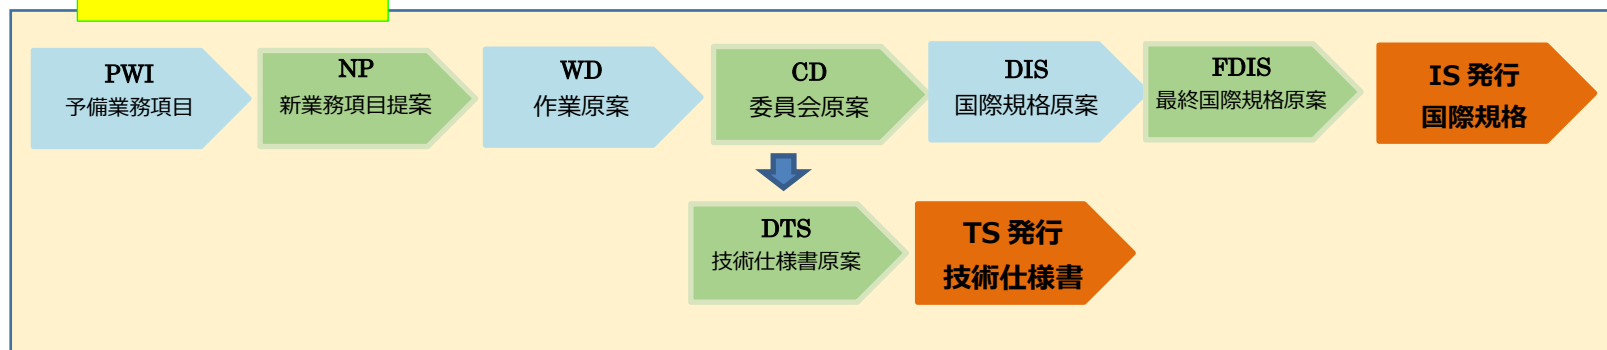 PWI
予備業務項目
NP
新業務項目提案
WD
作業原案
CD
委員会原案
DIS
国際規格原案
FDIS
最終国際規格原案
IS 発行
国際規格
DTS
技術仕様書原案
TS 発行
技術仕様書